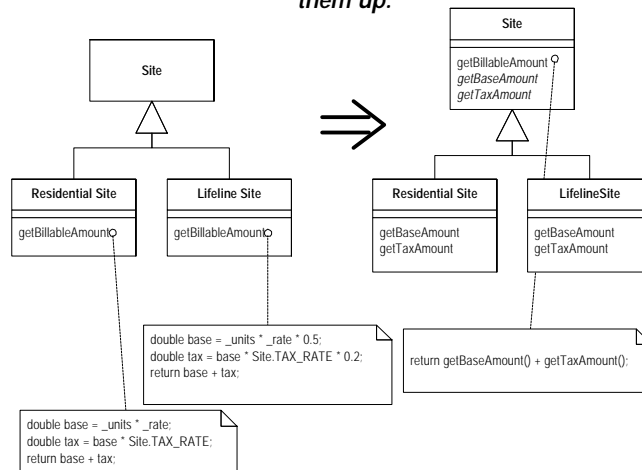 them up.
Site
Residential Site
getBillableAmount
Lifeline Site
getBillableAmount
double base = _units * _rate * 0.5;
double tax = base * Site.TAX_RATE * 0.2;
return base + tax;
double base = _units * _rate;
double tax = base * Site.TAX_RATE;
return base + tax;
Site
getBillableAmount
getBaseAmount
getTaxAmount
Residential Site
getBaseAmount
getTaxAmount
LifelineSite
getBaseAmount
getTaxAmount
return getBaseAmount() + getTaxAmount();